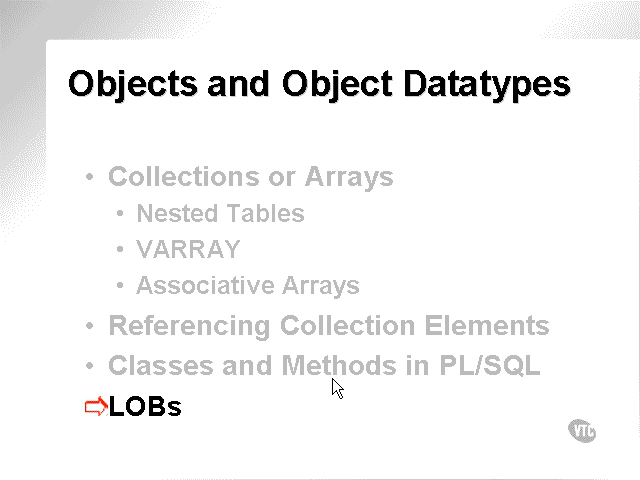 Objects and Object Datatypes
• Collections or Arrays
• Nested Tables
• VARRAY
• Associative Arrays
• Referencing Collection Elements
• Classes and Methods in PL/SQL
LOBs
VTC